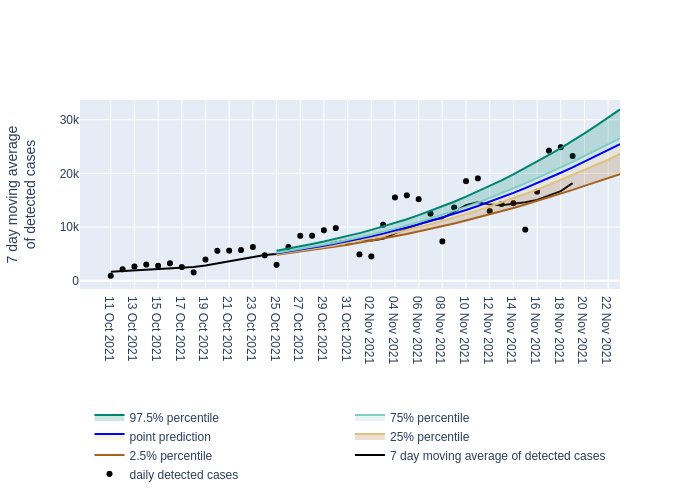 7 day moving average
of detected cases
30k
20k
10k
0
11 Oct 2021
13 Oct 2021
15 Oct 2021
17 Oct 2021
19 Oct 2021
21 Oct 2021
23 Oct 2021
25 Oct 2021
27 Oct 2021
29 Oct 2021
31 Oct 2021
02 Nov 2021
04 Nov 2021
06 Nov 2021
08 Nov 2021
10 Nov 2021
12 Nov 2021
14 Nov 2021
16 Nov 2021
18 Nov 2021
20 Nov 2021
22 Nov 2021
97.5% percentile
75% percentile
point prediction
25% percentile
2.5% percentile
7 day moving average of detected cases
daily detected cases